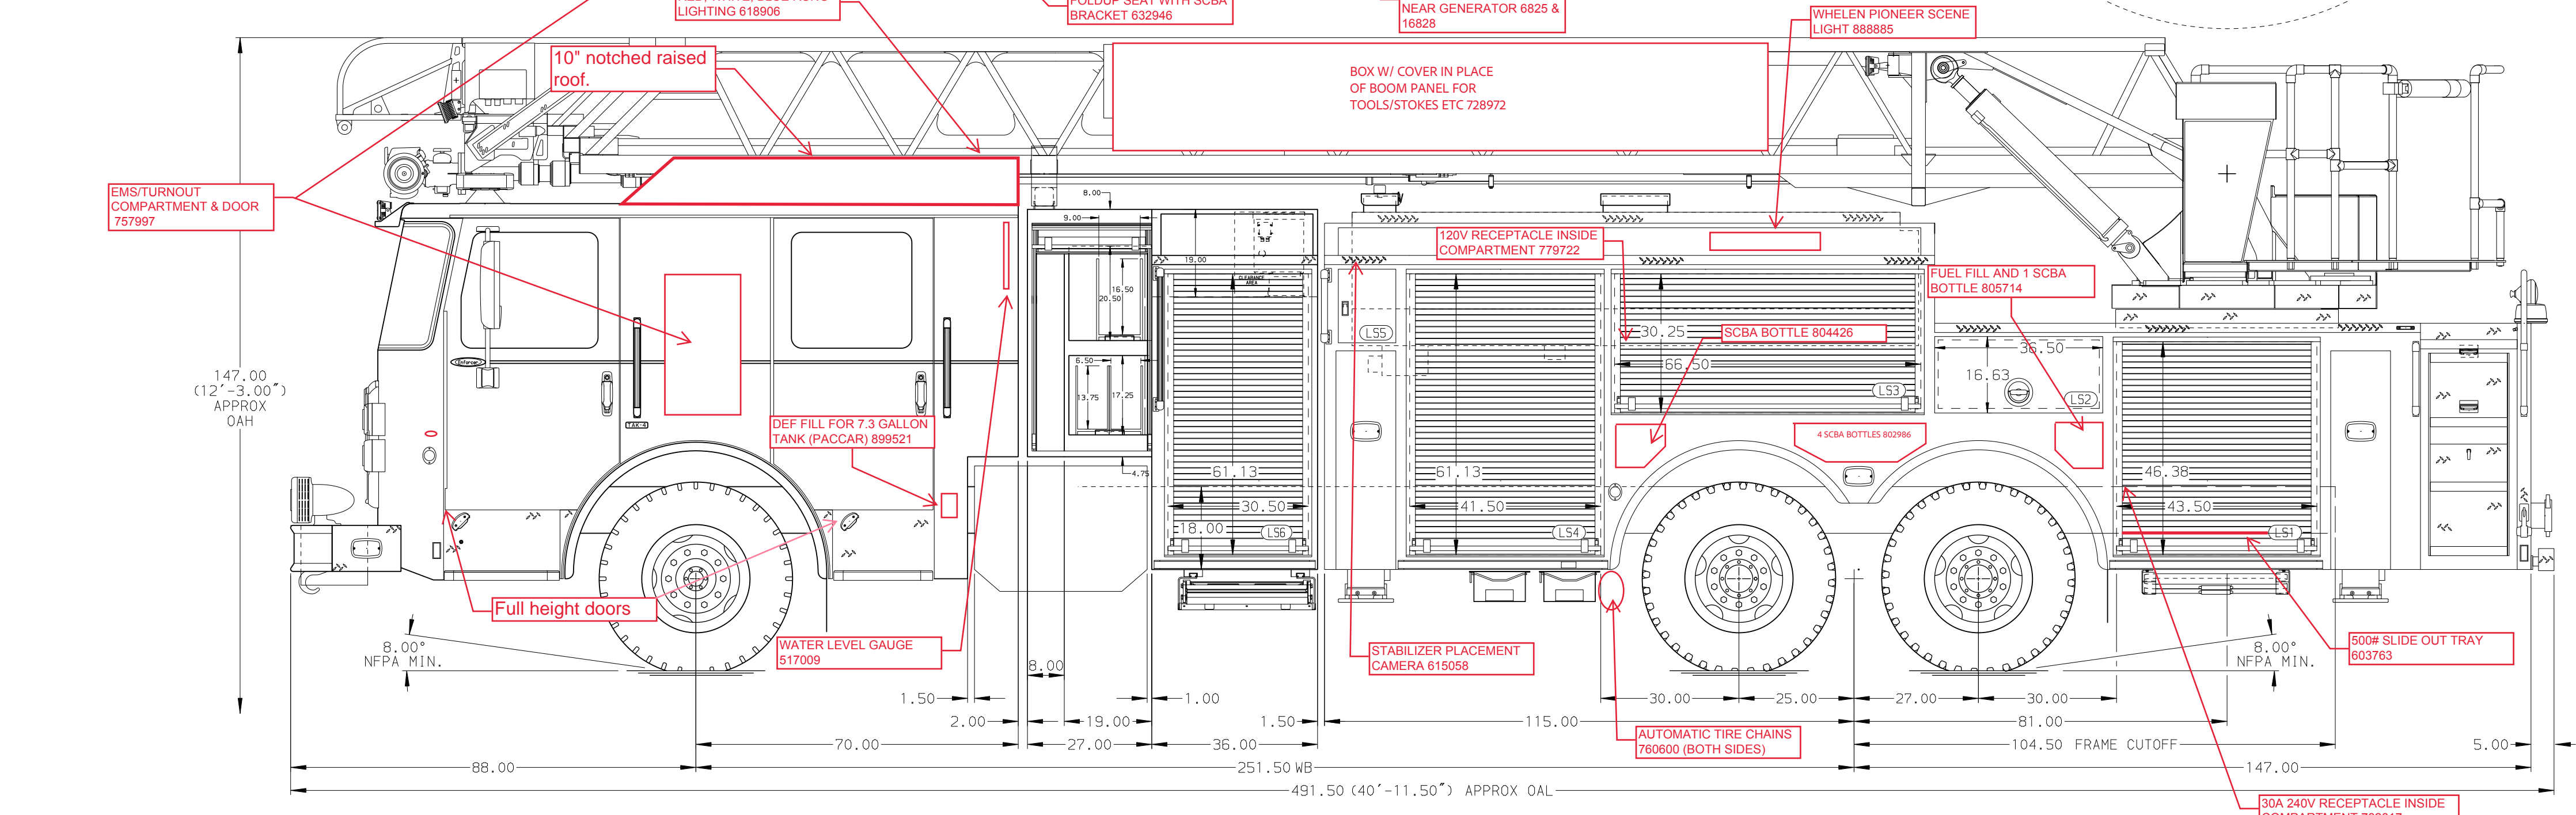 LIGHTING 618906
FOLDUP SEAT WITH SCBA
BRACKET 632946
NEAR GENERATOR 6825 &
16828
WHELEN PIONEER SCENE
LIGHT 888885
10" notched raised
roof.
BOX W/ COVER IN PLACE
OF BOOM PANEL FOR
TOOLS/STOKES ETC 728972
EMS/TURNOUT
COMPARTMENT & DOOR
757997
8.00
9.00
19.00
CLEARANCE
AREA
16.50
20.50
6.50
13.75
17.25
4.75
120V RECEPTACLE INSIDE
COMPARTMENT 779722
FUEL FILL AND 1 SCBA
BOTTLE 805714
SCBA BOTTLE 804426
LS5
30.25
66.50
LS3
36.50
16.63
LS2
Enforcer
TAK-4
147.00
(12'-3.00")
APPROX
OAH
DEF FILL FOR 7.3 GALLON
TANK (PACCAR) 899521
4 SCBA BOTTLES 802986
61.13
30.50
18.00
LS6
61.13
41.50
LS4
46.38
43.50
LS1
Full height doors
WATER LEVEL GAUGE
517009
8.00°
NFPA MIN.
STABILIZER PLACEMENT
CAMERA 615058
500# SLIDE OUT TRAY
603763
8.00°
NFPA MIN.
8.00
1.50
1.00
30.00
25.00
27.00
30.00
2.00
19.00
1.50
115.00
81.00
AUTOMATIC TIRE CHAINS
760600 (BOTH SIDES)
70.00
27.00
36.00
104.50 FRAME CUTOFF
5.00
88.00
251.50 WB
147.00
491.50 (40'-11.50") APPROX OAL
30A 240V RECEPTACLE INSIDE